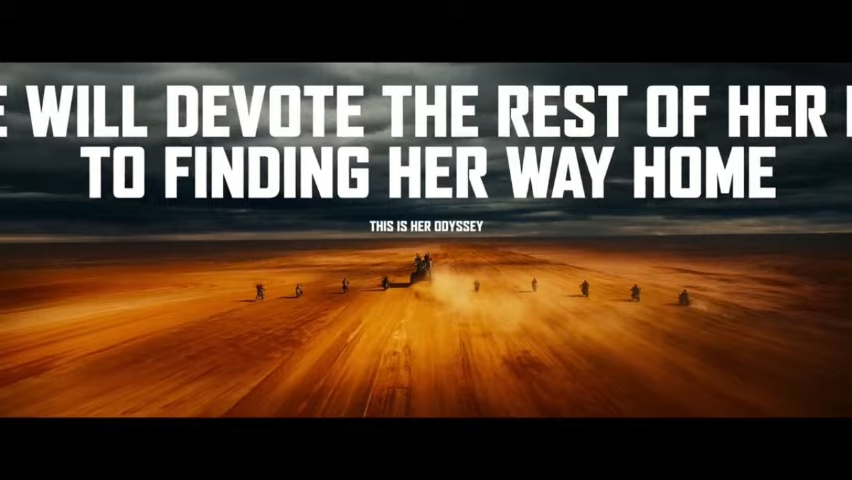 E WILL DEVOTE THE REST OF HER
TO FINDING HER WAY HOME
THIS IS HER ODYSSEY